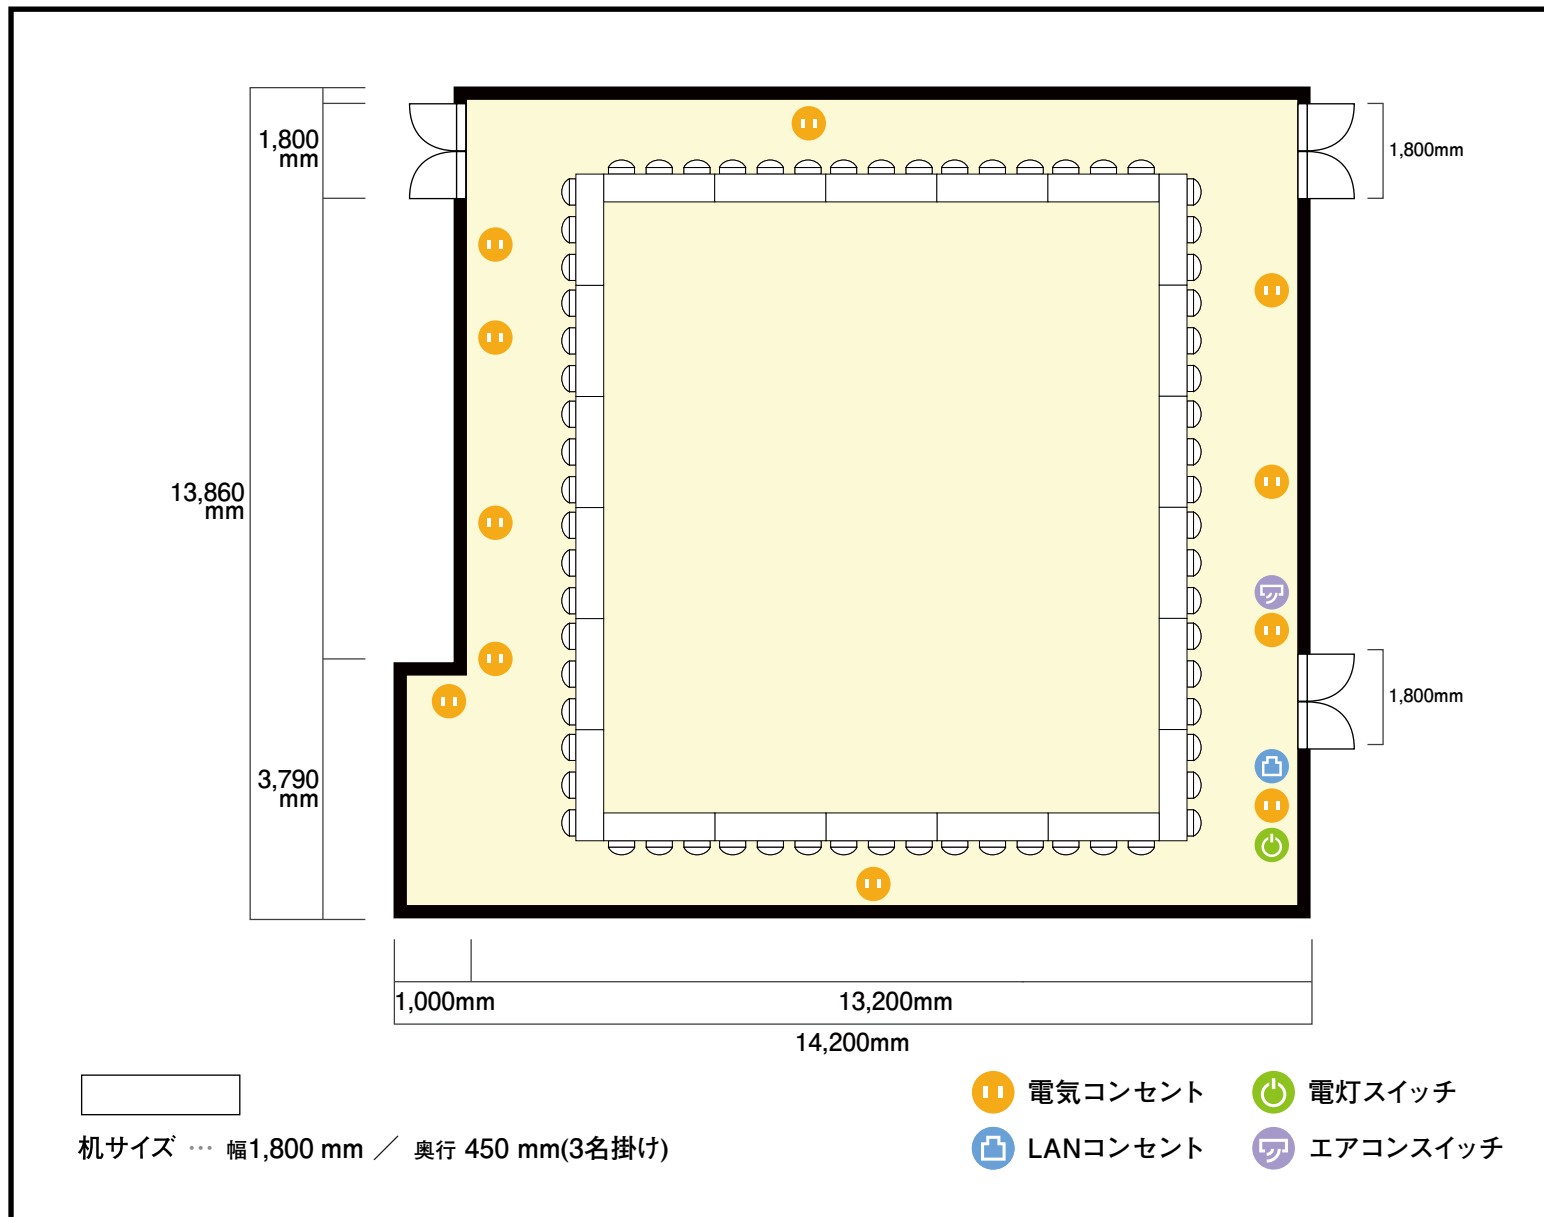 1,800
mm
1,800mm
13,860
mm
1,800mm
3,790
mm
1,000mm
13,200mm
14,200mm
電気コンセント
電灯スイッチ
机サイズ … 幅1,800 mm ／ 奥行 450 mm(3名掛け)
LANコンセント
エアコンスイッチ